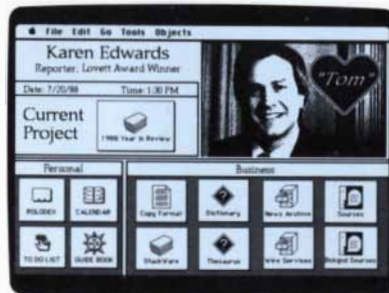 File Edit Go Tools Objects
Karen Edwards
Reporter, Lovett Award Winner
"Tom"
Date: 7/20/88 Time: 1:30 PM
Current
Project
1988 Year in Review
Personal
Business
ROLODEX
CALENDAR
Copy Format
Dictionary
News Archive
Sources
TO DO LIST
GUIDE BOOK
StackWare
Thesaurus
Wire Services
Hotspot Sources